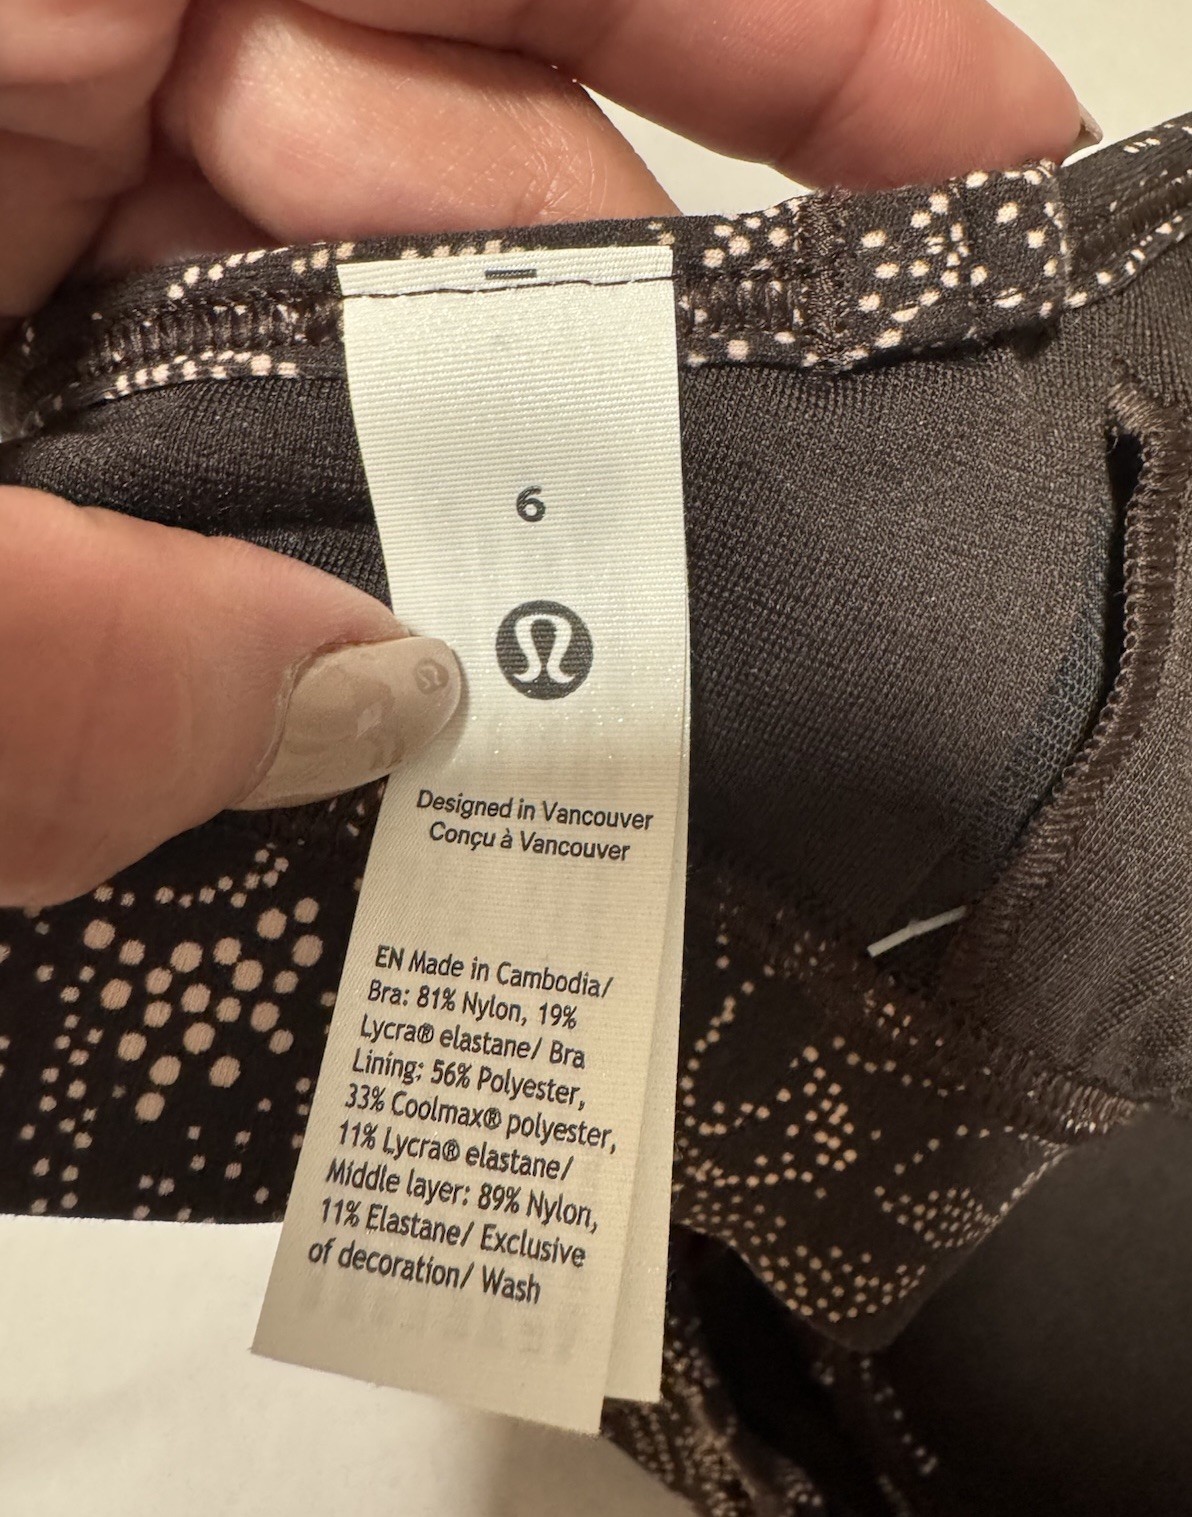 6
Designed in Vancouver
Conçu à Vancouver
EN Made in Cambodia/
Bra: 81% Nylon, 19%
Lycra® elastane/ Bra
Lining: 56% Polyester,
33% Coolmax® polyester,
11% Lycra® elastane/
Middle layer: 89% Nylon,
11% Elastane/ Exclusive
of decoration/ Wash